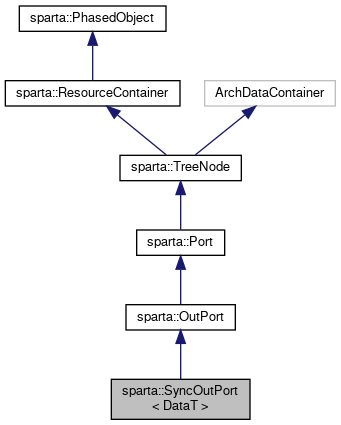 sparta::PhasedObject
sparta::ResourceContainer
ArchDataContainer
sparta::TreeNode
sparta::Port
sparta::OutPort
sparta::SyncOutPort
< DataT >